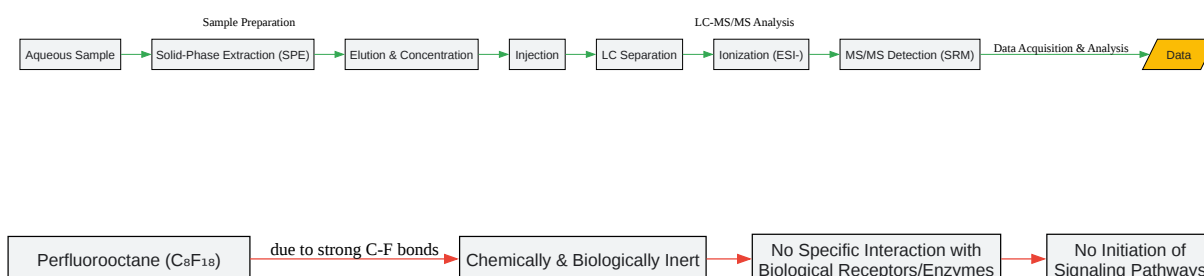 Sample Preparation
LC-MS/MS Analysis
Aqueous Sample
Solid-Phase Extraction (SPE)
Elution & Concentration
Injection
LC Separation
Ionization (ESI-)
MS/MS Detection (SRM)
Data Acquisition & Analysis
Data
Perfluorooctane (C₈F₁₈)
due to strong C-F bonds
Chemically & Biologically Inert
No Specific Interaction with
Biological Receptors/Enzymes
No Initiation of
Signaling Pathways